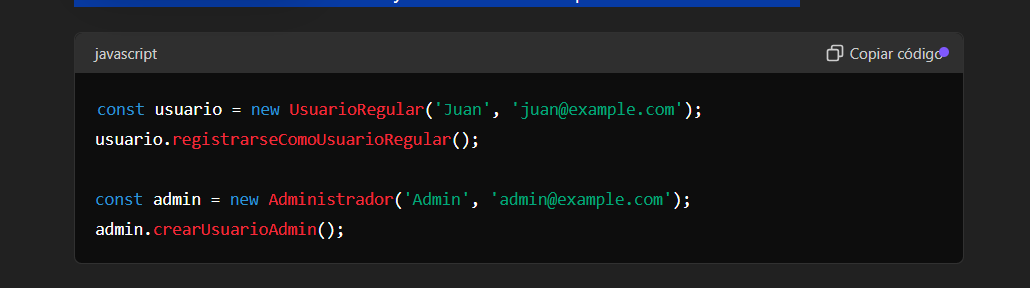 javascript
Copiar código
const usuario = new UsuarioRegular('Juan', 'juan@example.com');
usuario.registrarseComoUsuarioRegular();
const admin = new Administrador('Admin', 'admin@example.com');
admin.crearUsuarioAdmin();